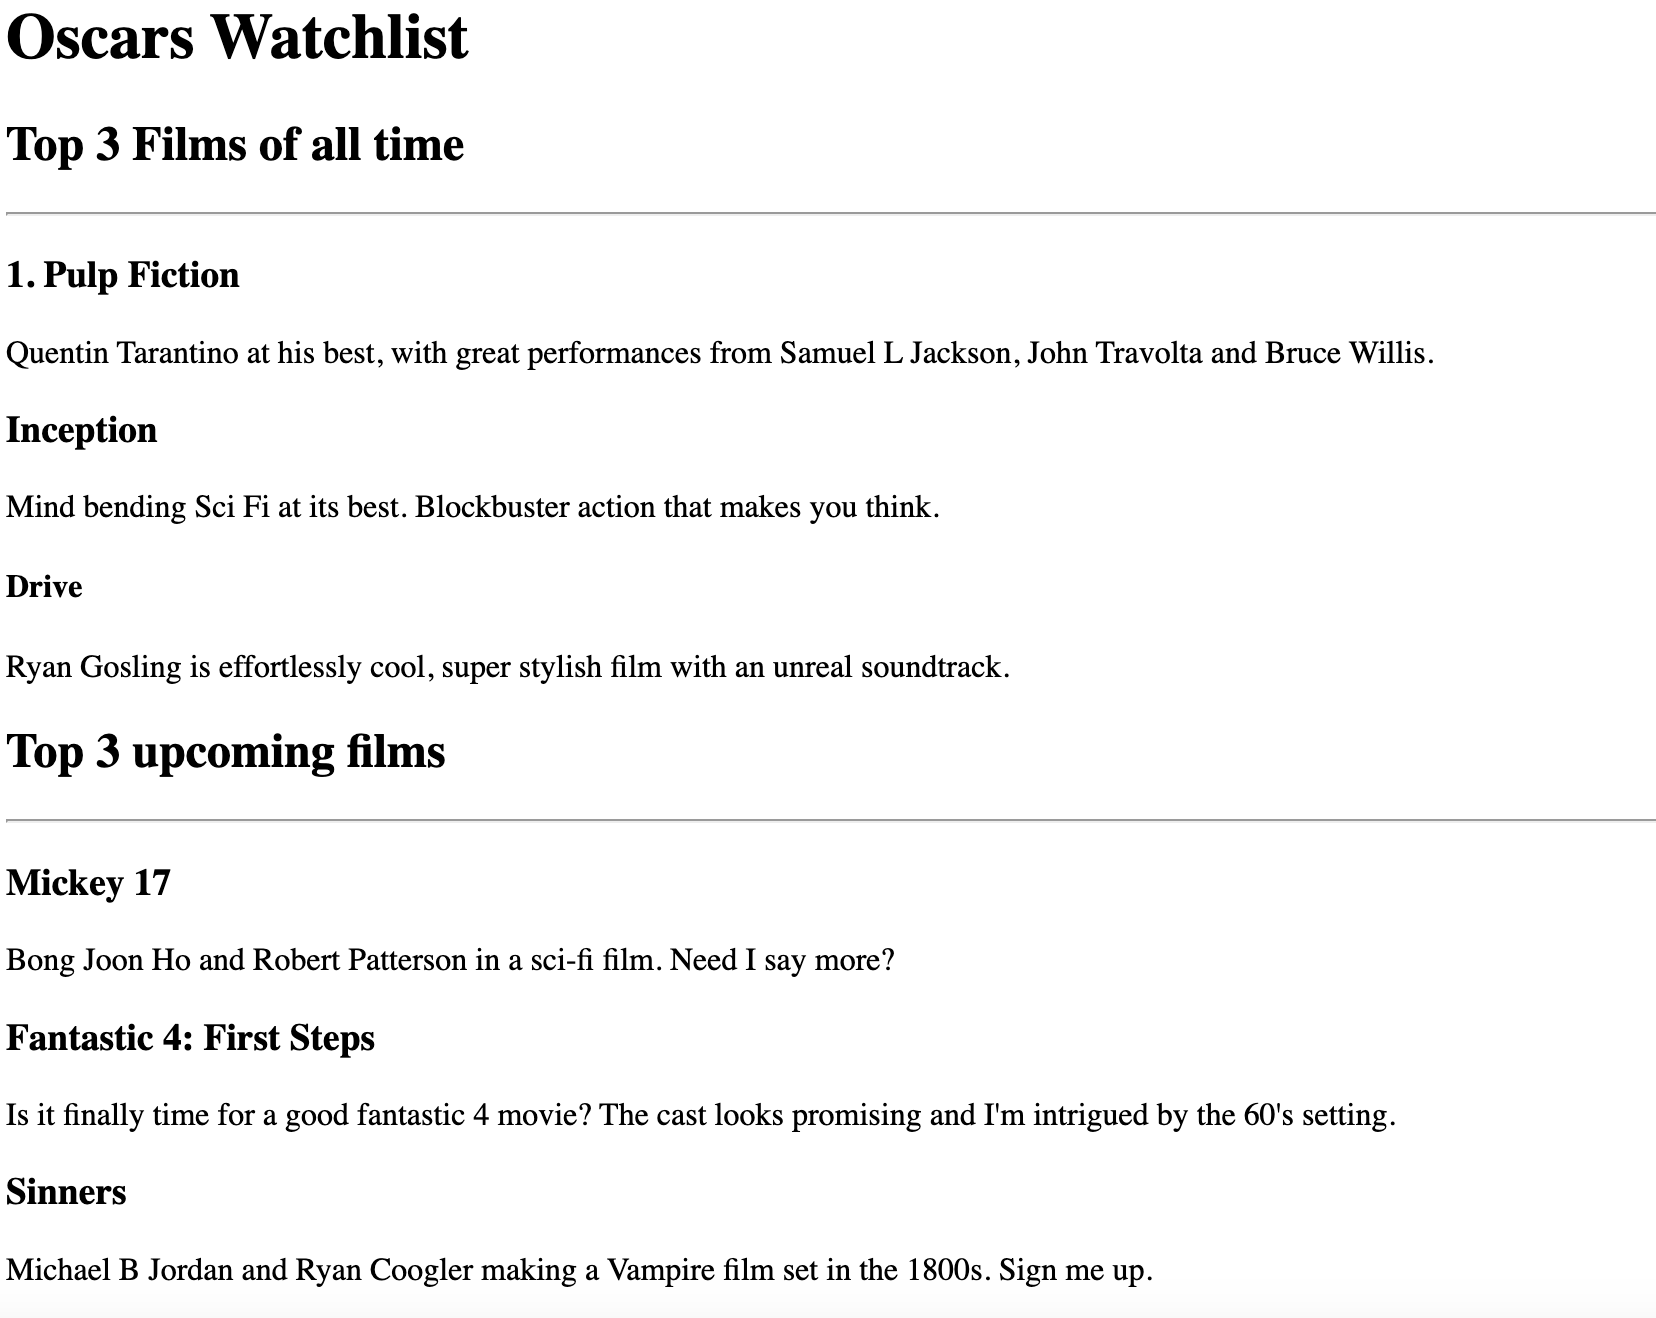 Oscars Watchlist
Top 3 Films of all time
1. Pulp Fiction
Quentin Tarantino at his best, with great performances from Samuel L Jackson, John Travolta and Bruce Willis.
Inception
Mind bending Sci Fi at its best. Blockbuster action that makes you think.
Drive
Ryan Gosling is effortlessly cool, super stylish film with an unreal soundtrack.
Top 3 upcoming films
Mickey 17
Bong Joon Ho and Robert Patterson in a sci-fi film. Need I say more?
Fantastic 4: First Steps
Is it finally time for a good fantastic 4 movie? The cast looks promising and I'm intrigued by the 60's setting.
Sinners
Michael B Jordan and Ryan Coogler making a Vampire film set in the 1800s. Sign me up.